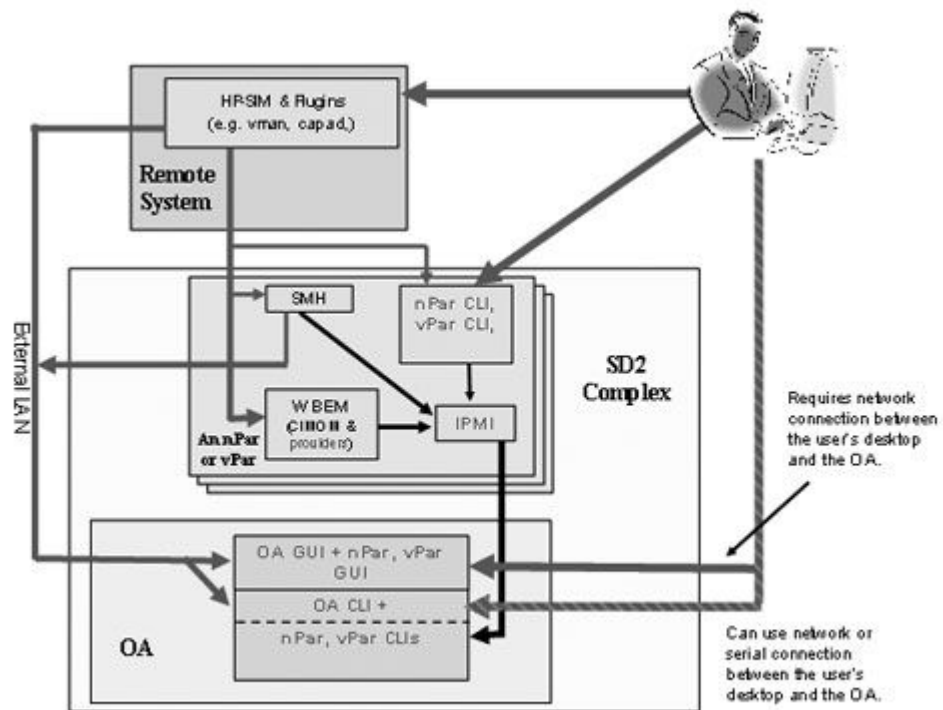 HP-SIM & Plugins
(e.g. vman, capad,)
Remote
System
External LAN
SMH
nPar CLI,
vPar CLI,
SD2
Complex
WBEM
(CIMOM &
providers)
IPMI
An nPar
or vPar
Requires network
connection between
the user's desktop
and the OA.
OA GUI + nPar, vPar
GUI
OA CLI +
nPar, vPar CLIs
OA
Can use network or
serial connection
between the user's
desktop and the OA.